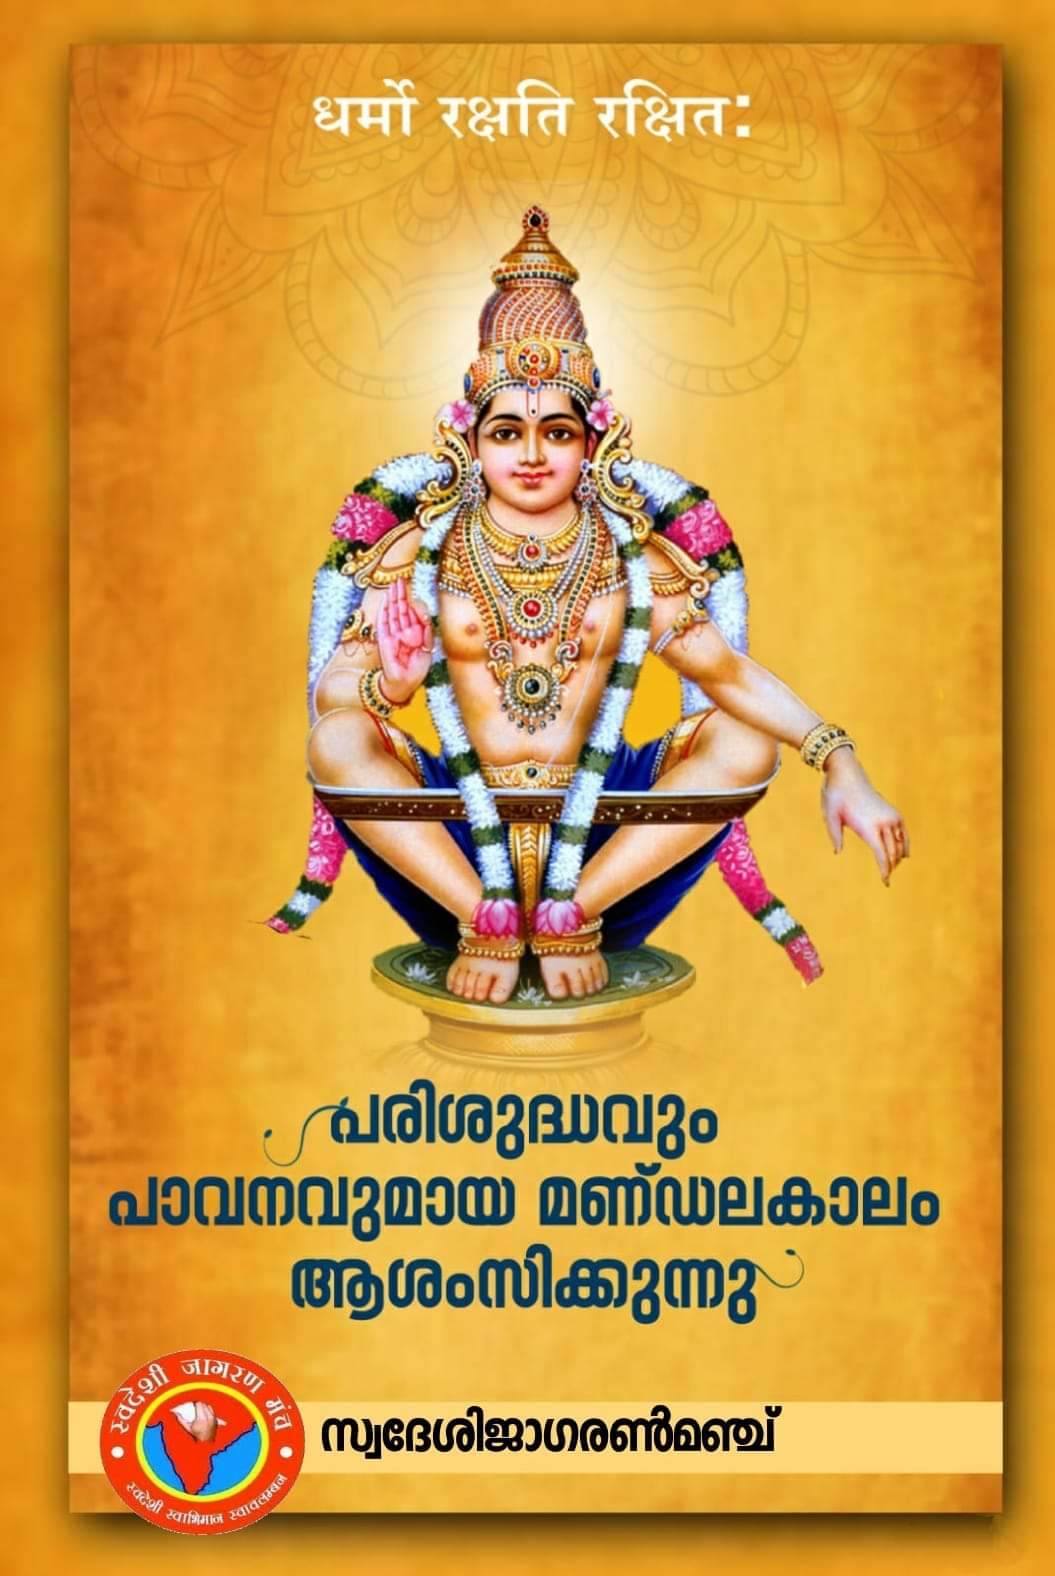 धर्मो रक्षति रक्षित:
പരിശുദ്ധവും
പാവനവുമായ മണ്ഡലകാലം
ആശംസിക്കുന്നു
स्वदेशी जागरण मंच
स्वदेशी स्वाभिमान स्वावलम्बन
സ്വദേശിജാഗരൺമഞ്ച്